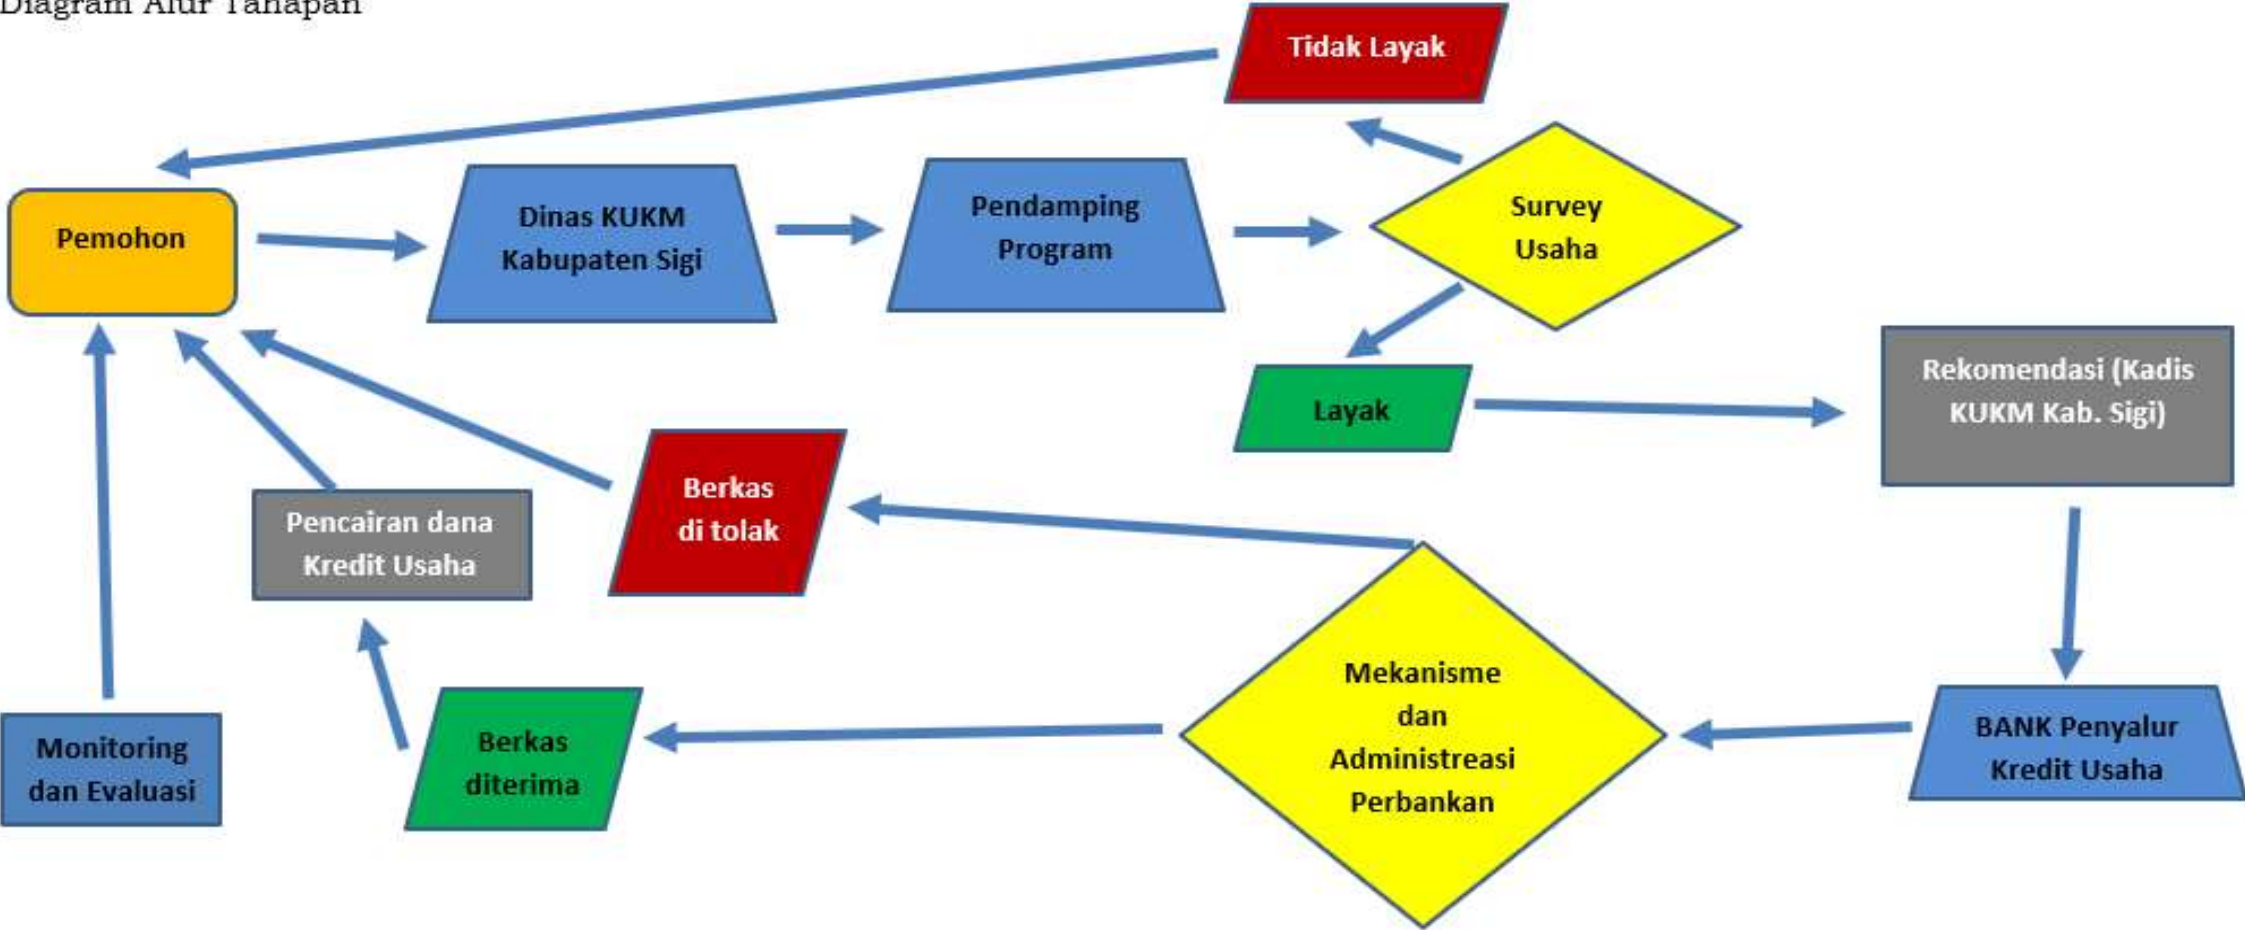 Diagram Alur Tahapan
Tidak Layak
Pemohon
Dinas KUKM
Kabupaten Sigi
Pendamping
Program
Survey
Usaha
Layak
Rekomendasi (Kadis
KUKM Kab. Sigi)
Berkas
di tolak
Pencairan dana
Kredit Usaha
Mekanisme
dan
Administreasi
Perbankan
BANK Penyalur
Kredit Usaha
Berkas
diterima
Monitoring
dan Evaluasi